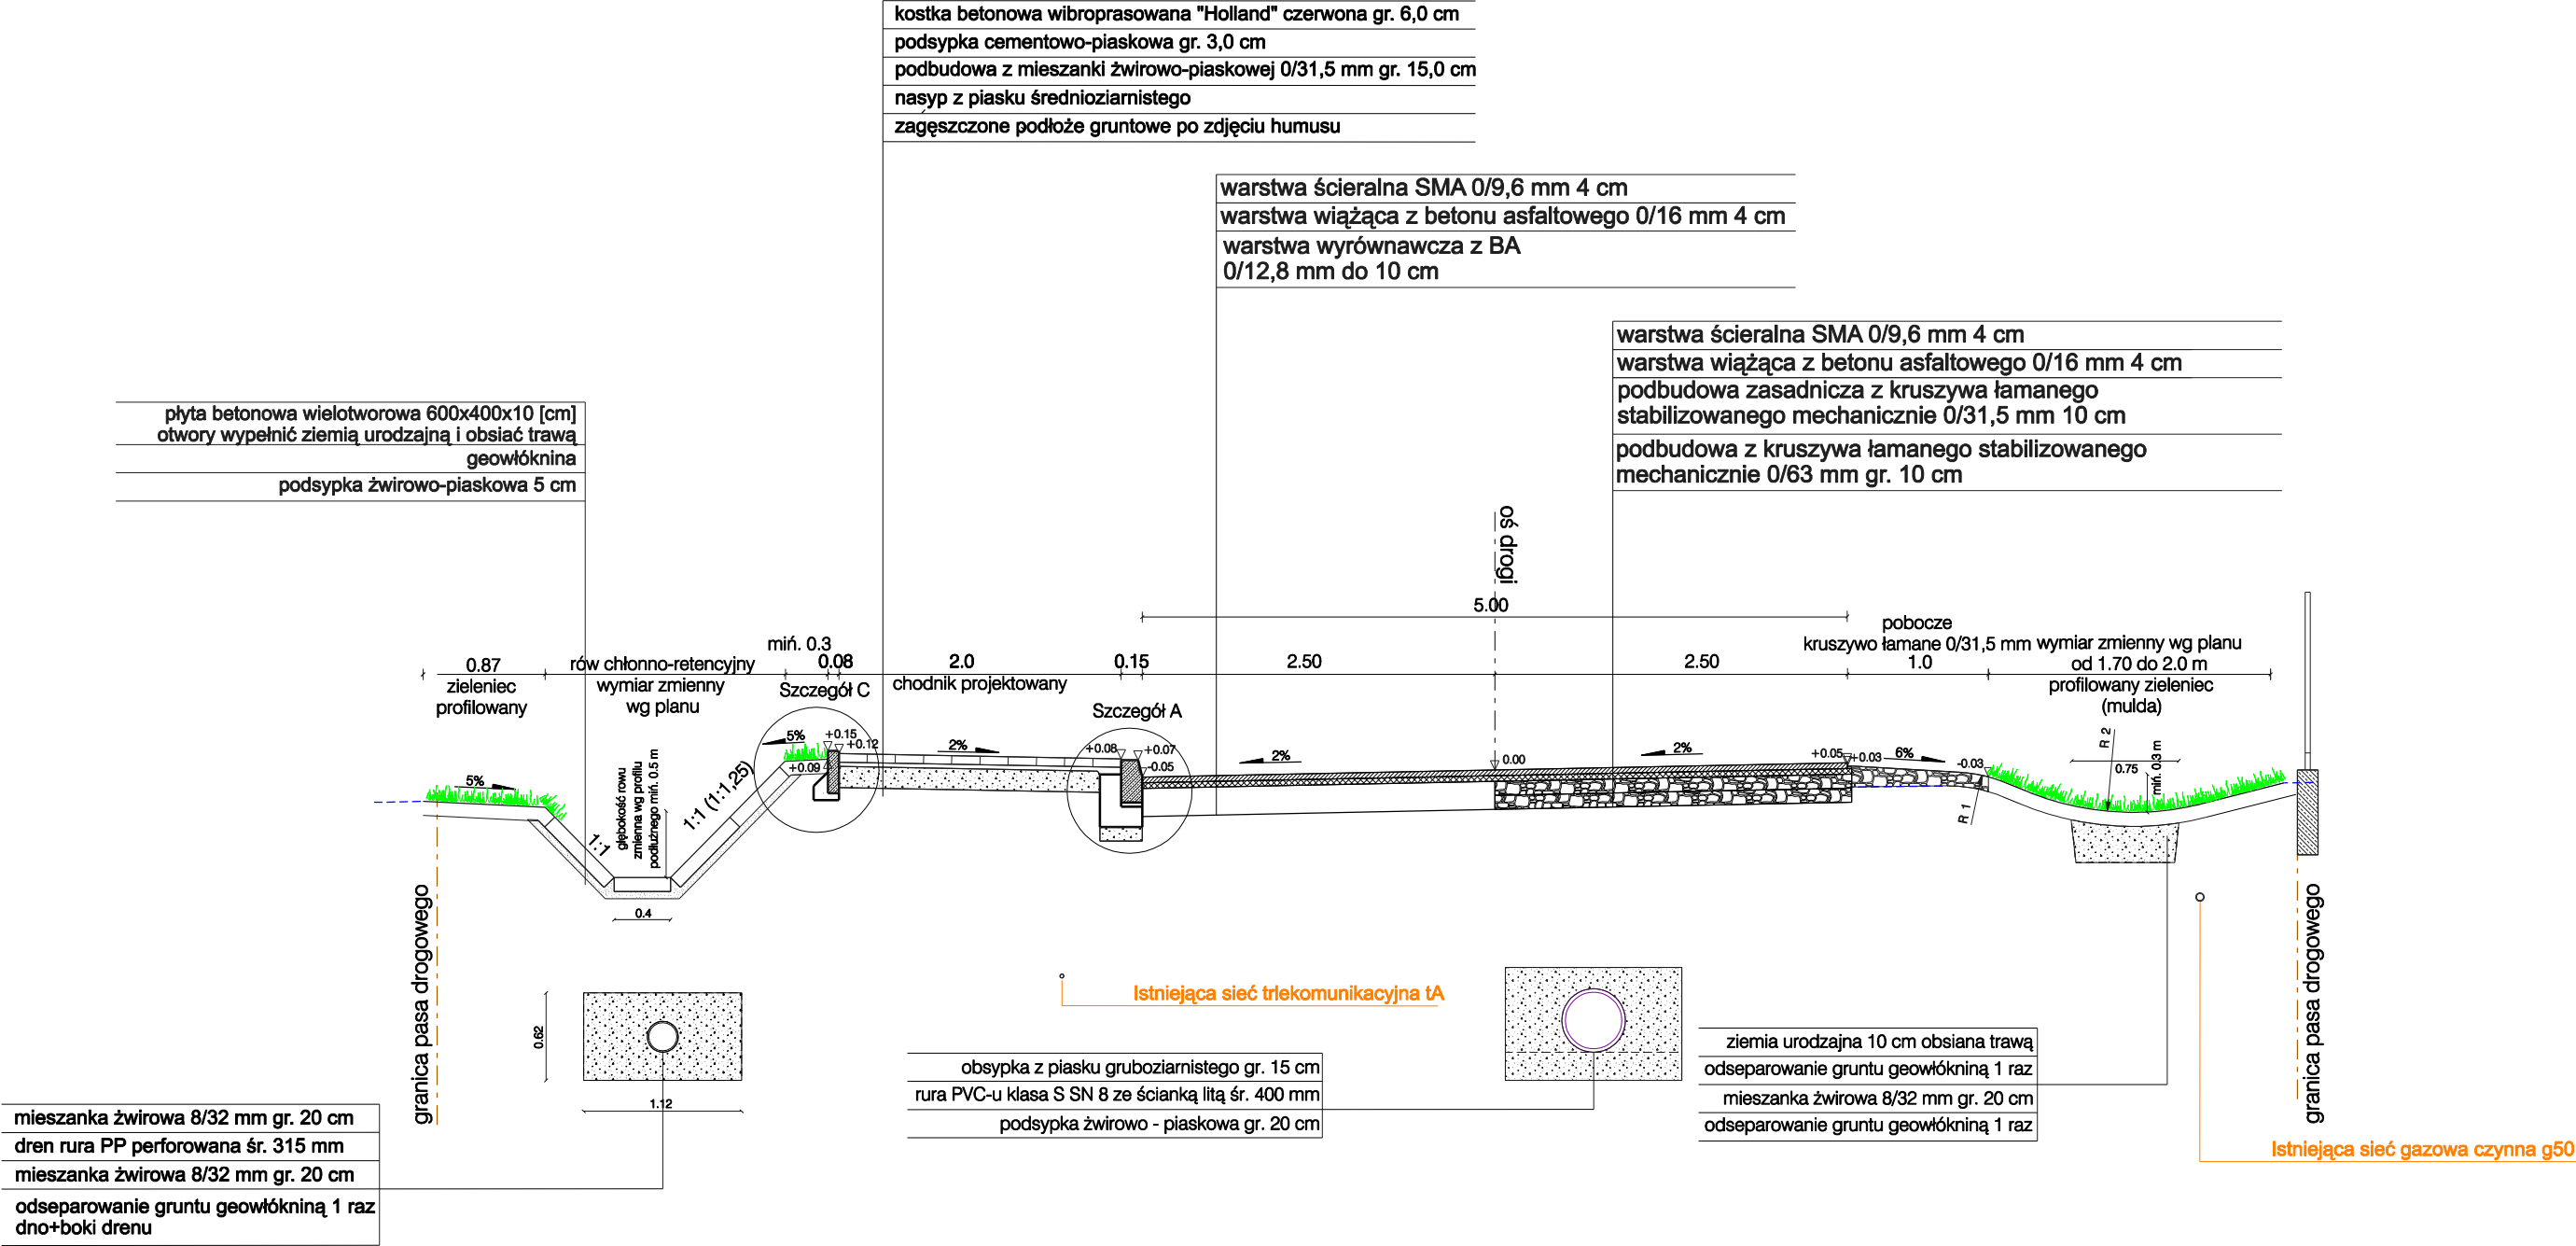 kostka betonowa wibroprasowana "Holland" czerwona gr. 6,0 cm
podsypka cementowo-piaskowa gr. 3,0 cm
podbudowa z mieszanki żwirowo-piaskowej 0/31,5 mm gr. 15,0 cm
nasyp z piasku średnioziarnistego
zagęszczone podłoże gruntowe po zdjęciu humusu
warstwa ścieralna SMA 0/9,6 mm 4 cm
warstwa wiążąca z betonu asfaltowego 0/16 mm 4 cm
warstwa wyrównawcza z BA
0/12,8 mm do 10 cm
warstwa ścieralna SMA 0/9,6 mm 4 cm
warstwa wiążąca z betonu asfaltowego 0/16 mm 4 cm
podbudowa zasadnicza z kruszywa łamanego
stabilizowanego mechanicznie 0/31,5 mm 10 cm
podbudowa z kruszywa łamanego stabilizowanego
mechanicznie 0/63 mm gr. 10 cm
płyta betonowa wielotworowa 600x400x10 [cm]
otwory wypełnić ziemią urodzajną i obsiać trawą
geowłóknina
podsypka żwirowo-piaskowa 5 cm
oś drogi
5.00
0.87
zieleniec
profilowany
rów chłonno-retencyjny
wymiar zmienny
wg planu
miń. 0.3
0.08
Szczegół C
2.0
chodnik projektowany
0.15
Szczegół A
2.50
2.50
pobocze
kruszywo łamane 0/31,5 mm
1.0
wymiar zmienny wg planu
od 1.70 do 2.0 m
profilowany zieleniec
(mulda)
5%
1:1
głębokość rowu
zmienna wg profilu
podłużnego miń. 0.5 m
1:1 (1:1,25)
0.4
5%
+0.15
+0.12
+0.09
2%
+0.08
+0.07
-0.05
2%
0.00
2%
+0.05
+0.03
6%
-0.03
R 1
R 2
0.75
miń. 0.3 m
granica pasa drogowego
granica pasa drogowego
0.62
1.12
Istniejąca sieć trlekomunikacyjna tA
obsypka z piasku gruboziarnistego gr. 15 cm
rura PVC-u klasa S SN 8 ze ścianką litą śr. 400 mm
podsypka żwirowo - piaskowa gr. 20 cm
ziemia urodzajna 10 cm obsiana trawą
odseparowanie gruntu geowłókniną 1 raz
mieszanka żwirowa 8/32 mm gr. 20 cm
odseparowanie gruntu geowłókniną 1 raz
Istniejąca sieć gazowa czynna g50
mieszanka żwirowa 8/32 mm gr. 20 cm
dren rura PP perforowana śr. 315 mm
mieszanka żwirowa 8/32 mm gr. 20 cm
odseparowanie gruntu geowłókniną 1 raz
dno+boki drenu